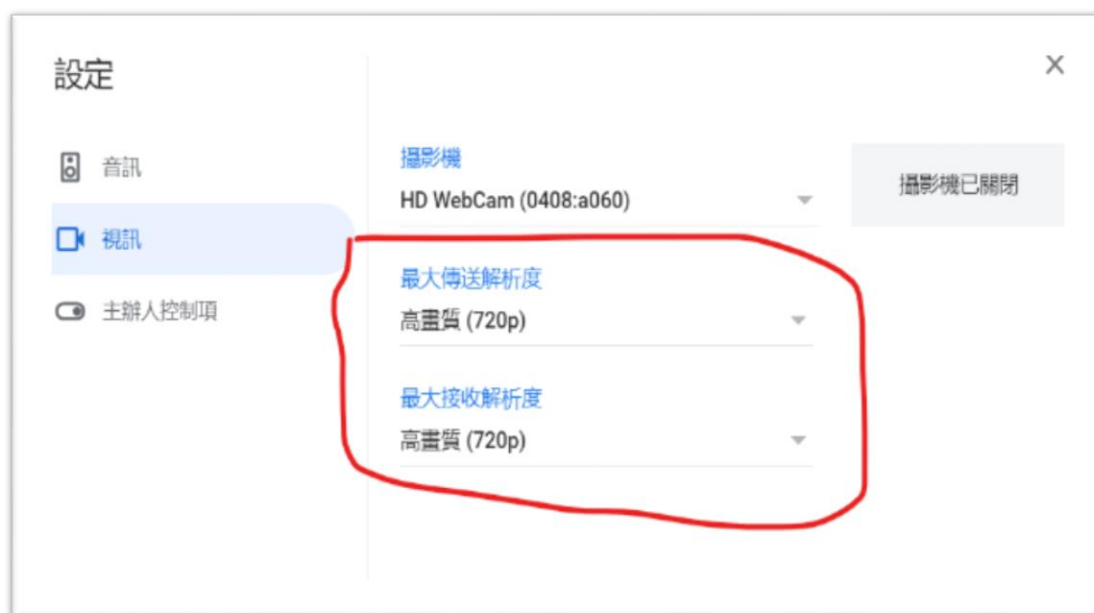 設定
音訊
視訊
主辦人控制項
攝影機
HD WebCam (0408:a060)
攝影機已關閉
最大傳送解析度
高畫質 (720p)
最大接收解析度
高畫質 (720p)